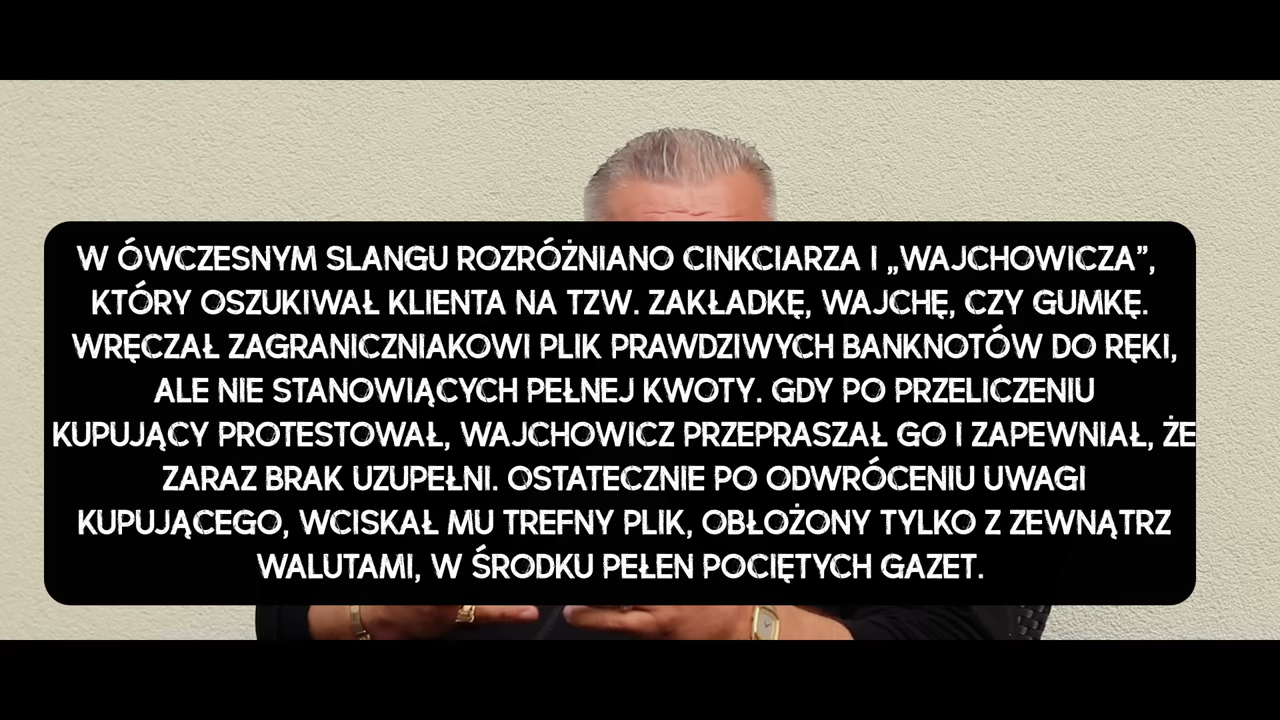 W ÓWCZESNYM SLANGU ROZRÓŻNIANO CINKCIARZA I „WAJCHOWICZA”,
KTÓRY OSZUKIWAŁ KLIENTA NA TZW. ZAKŁADKĘ, WAJCHĘ, CZY GUMKĘ.
WRĘCZAŁ ZAGRANICZNIAKOWI PLIK PRAWDZIWYCH BANKNOTÓW DO RĘKI,
ALE NIE STANOWIĄCYCH PEŁNEJ KWOTY. GDY PO PRZELICZENIU
KUPUJĄCY PROTESTOWAŁ, WAJCHOWICZ PRZEPRASZAŁ GO I ZAPEWNIAŁ, ŻE
ZARAZ BRAK UZUPEŁNI. OSTATECZNIE PO ODWRÓCENIU UWAGI
KUPUJĄCEGO, WCISKAŁ MU TREFNY PLIK, OBŁOŻONY TYLKO Z ZEWNĄTRZ
WALUTAMI, W ŚRODKU PEŁEN POCIĘTYCH GAZET.